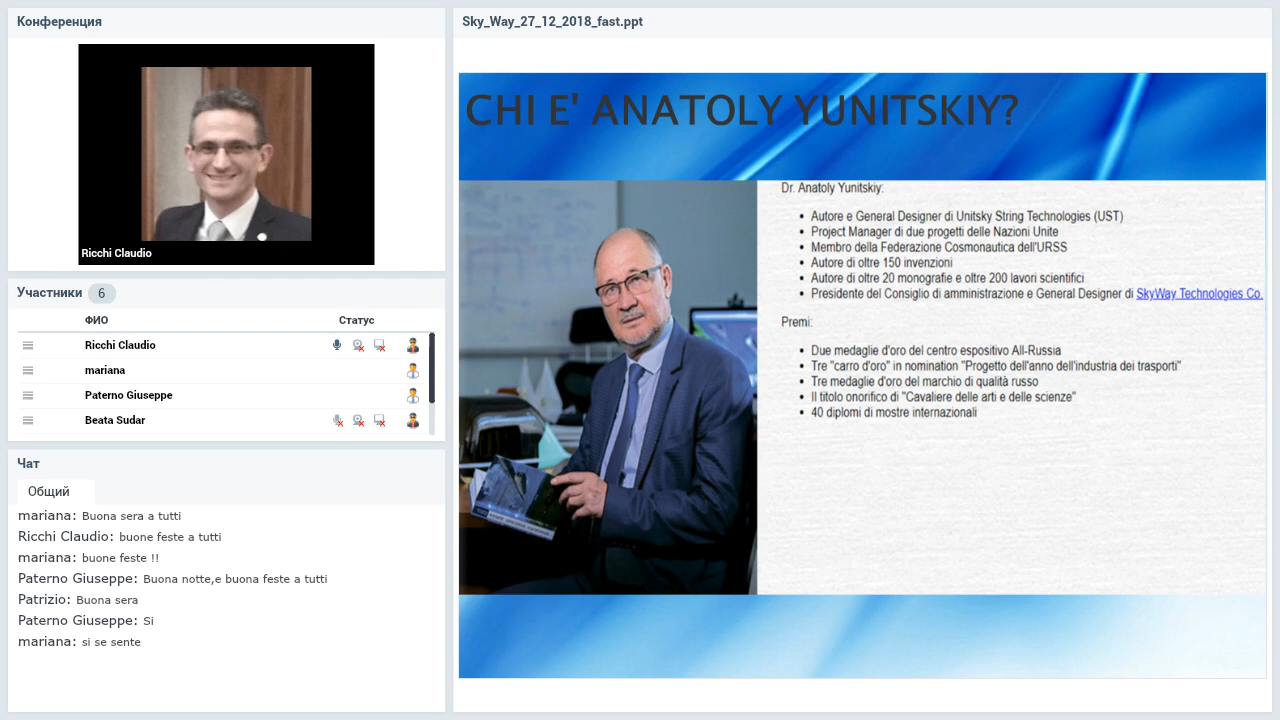 Конференция
Ricchi Claudio
Участники 6
ФИО Статус
Ricchi Claudio
mariana
Paterno Giuseppe
Beata Sudar
Чат
Общий
mariana: Buona sera a tutti
Ricchi Claudio: buone feste a tutti
mariana: buone feste !!
Paterno Giuseppe: Buona notte,e buona feste a tutti
Patrizio: Buona sera
Paterno Giuseppe: Si
mariana: si se sente
Sky_Way_27_12_2018_fast.ppt
CHI E' ANATOLY YUNITSKIY?
Dr. Anatoly Yunitskiy:
• Autore e General Designer di Unitsky String Technologies (UST)
• Project Manager di due progetti delle Nazioni Unite
• Membro della Federazione Cosmonautica dell'URSS
• Autore di oltre 150 invenzioni
• Autore di oltre 20 monografie e oltre 200 lavori scientifici
• Presidente del Consiglio di amministrazione e General Designer di SkyWay Technologies Co.
Premi:
• Due medaglie d'oro del centro espositivo All-Russia
• Tre "carro d'oro" in nomination "Progetto dell'anno dell'industria dei trasporti"
• Tre medaglie d'oro del marchio di qualità russo
• Il titolo onorifico di "Cavaliere delle arti e delle scienze"
• 40 diplomi di mostre internazionali